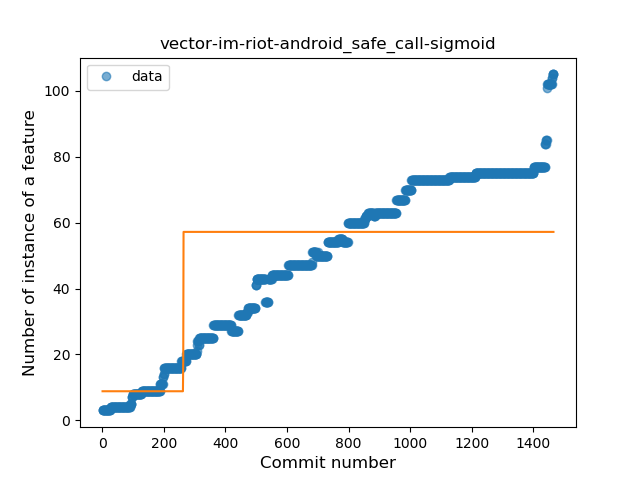 vector-im-riot-android_safe_call-sigmoid
data
Number of instance of a feature
100
80
60
40
20
0
0 200 400 600 800 1000 1200 1400
Commit number